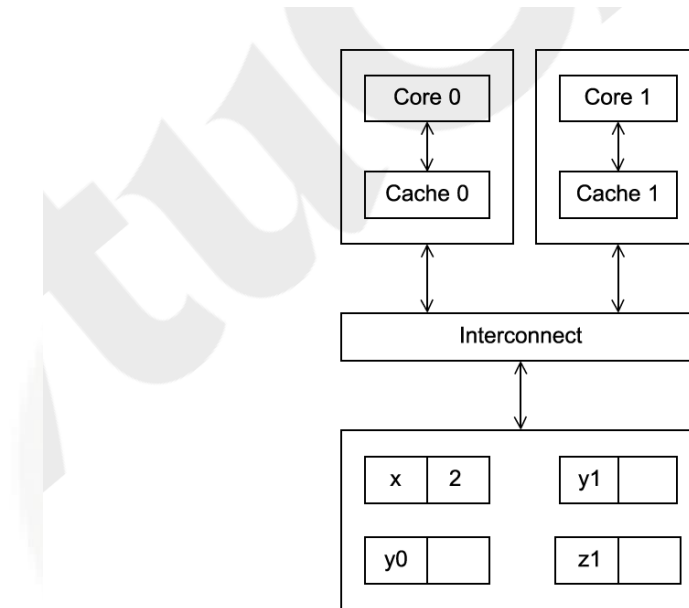 Core 0 Core 1
Cache 0 Cache 1
Interconnect
x 2 y1
y0 z1